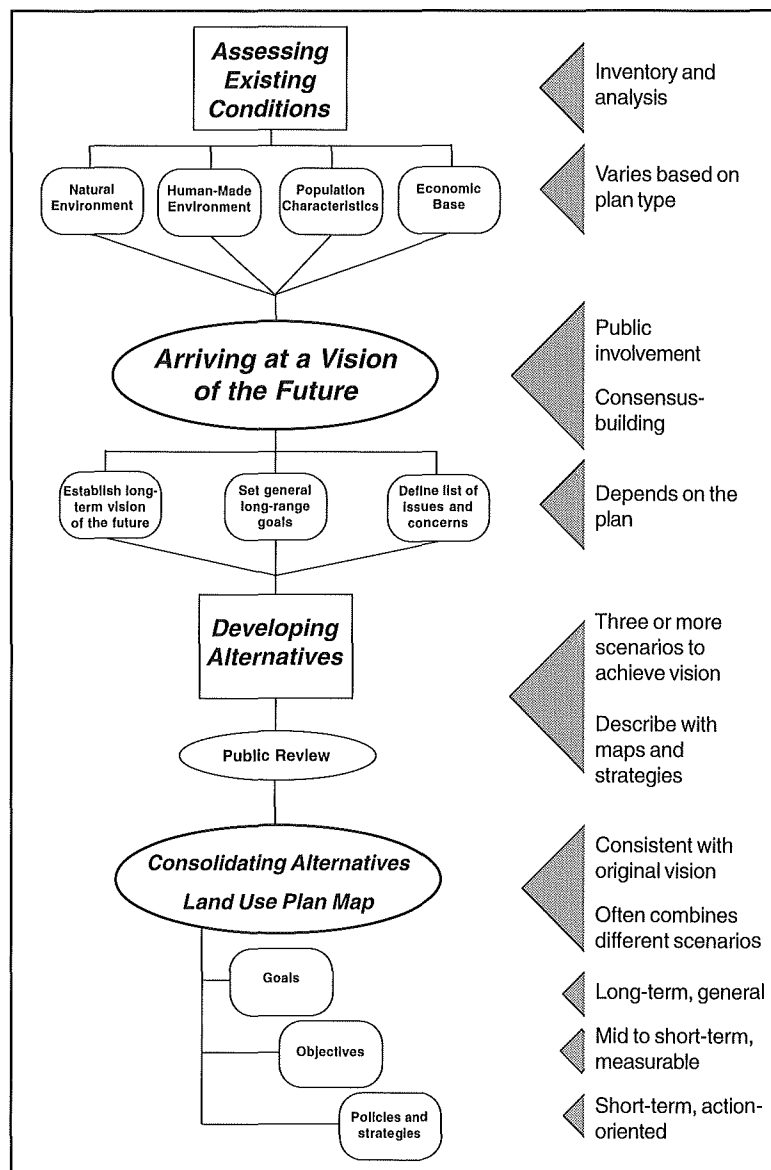 Assessing
Existing
Conditions
Inventory and
analysis
Natural
Environment
Human-Made
Environment
Population
Characteristics
Economic
Base
Varies based on
plan type
Arriving at a Vision
of the Future
Public
involvement
Consensus-
building
Establish long-
term vision
of the future
Set general
long-range
goals
Define list of
issues and
concerns
Depends on the
plan
Developing
Alternatives
Three or more
scenarios to
achieve vision
Describe with
maps and
strategies
Public Review
Consolidating Alternatives
Land Use Plan Map
Consistent with
original vision
Often combines
different scenarios
Goals
Long-term, general
Objectives
Mid to short-term,
measurable
Policies and
strategies
Short-term, action-
oriented